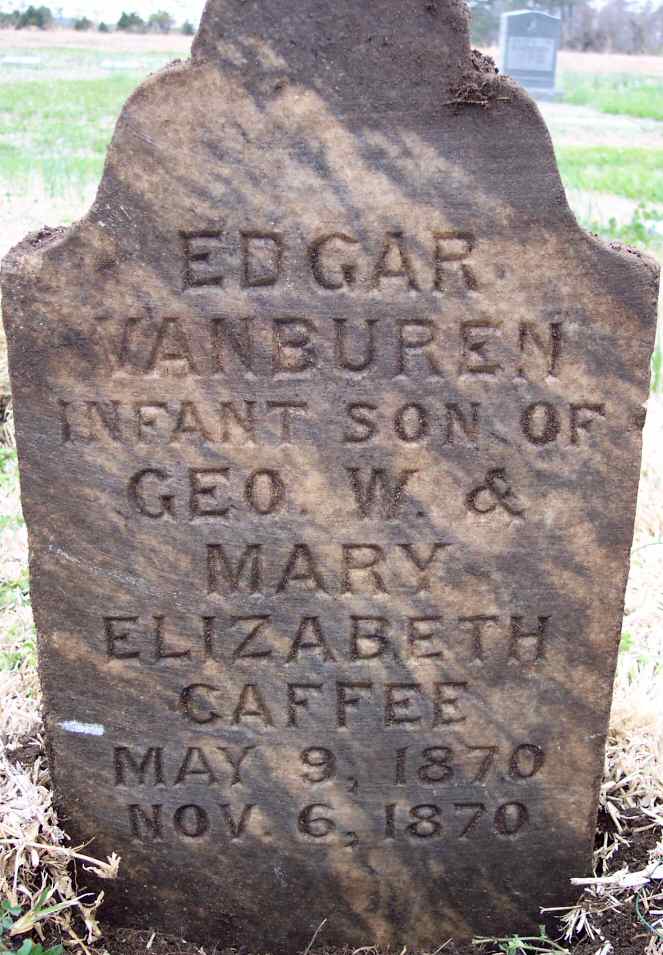 EDGAR
VANBUREN
INFANT SON OF
GEO. W. &
MARY
ELIZABETH
CAFFEE
MAY 9, 1870
NOV. 6, 1870